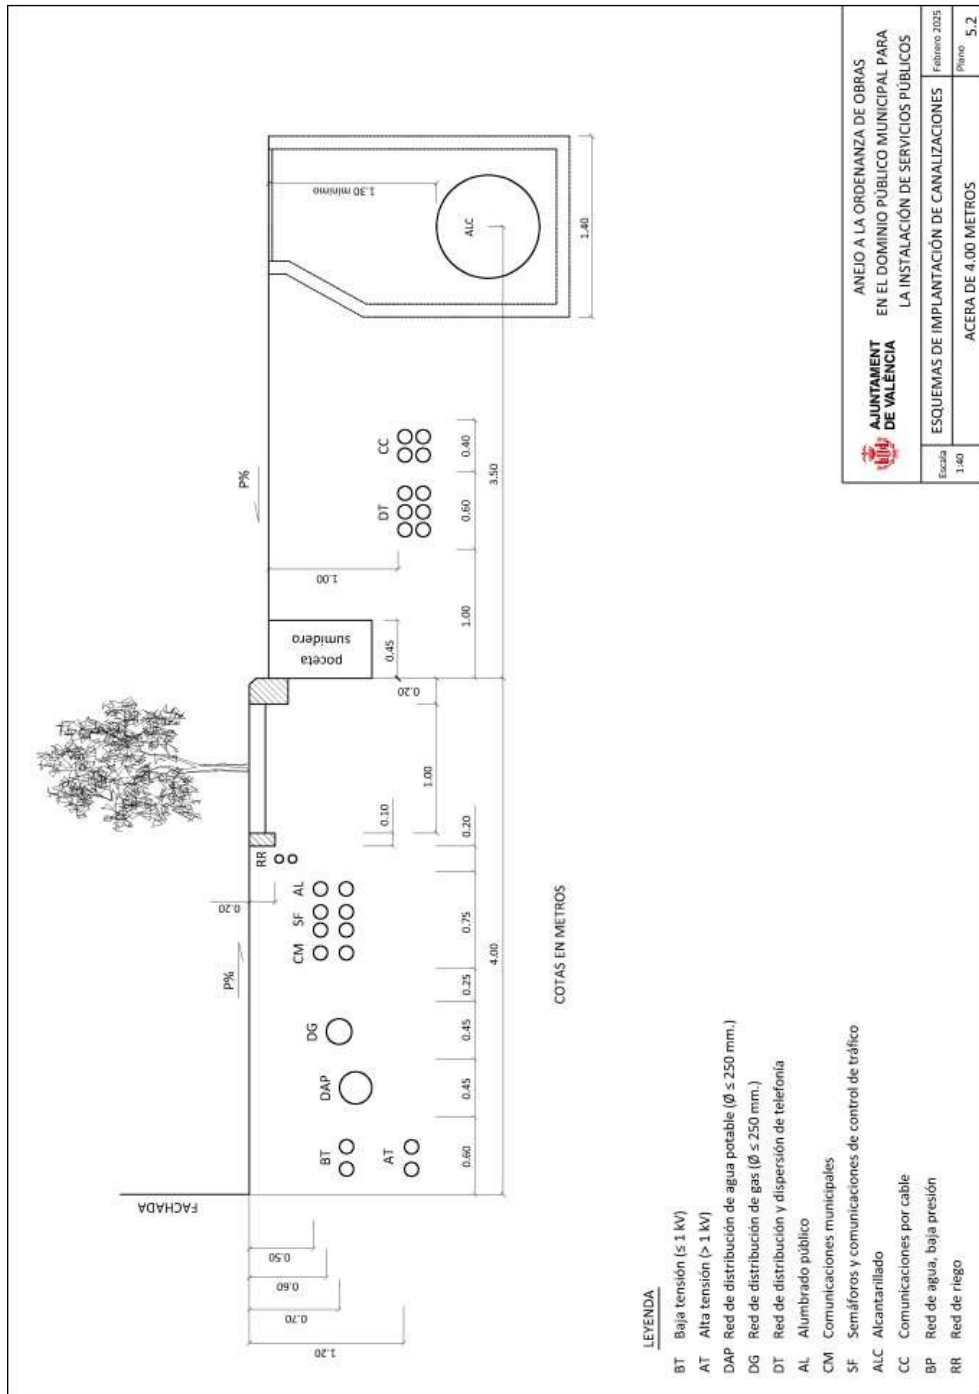 FACHADA
P%
P%
0.20
BT
AT
DAP
DG
CM
SF
AL
RR
0.10
1.00
0.20
poceta
sumidero
0.45
1.00
DT
CC
ALC
1.30 mínimo
1.40
0.50
0.60
0.70
1.20
0.60
0.45
0.45
0.25
0.75
0.20
1.00
0.60
0.40
4.00
3.50
COTAS EN METROS
LEYENDA
BT Baja tensión (≤ 1 kV)
AT Alta tensión (> 1 kV)
DAP Red de distribución de agua potable (Ø ≤ 250 mm.)
DG Red de distribución de gas (Ø ≤ 250 mm.)
DT Red de distribución y dispersión de telefonía
AL Alumbrado público
CM Comunicaciones municipales
SF Semáforos y comunicaciones de control de tráfico
ALC Alcantarillado
CC Comunicaciones por cable
BP Red de agua, baja presión
RR Red de riego
AJUNTAMENT
DE VALÈNCIA
ANEJO A LA ORDENANZA DE OBRAS
EN EL DOMINIO PÚBLICO MUNICIPAL PARA
LA INSTALACIÓN DE SERVICIOS PÚBLICOS
Escala
1:40
ESQUEMAS DE IMPLANTACIÓN DE CANALIZACIONES
Febrero 2025
ACERA DE 4.00 METROS
Plano
5.2